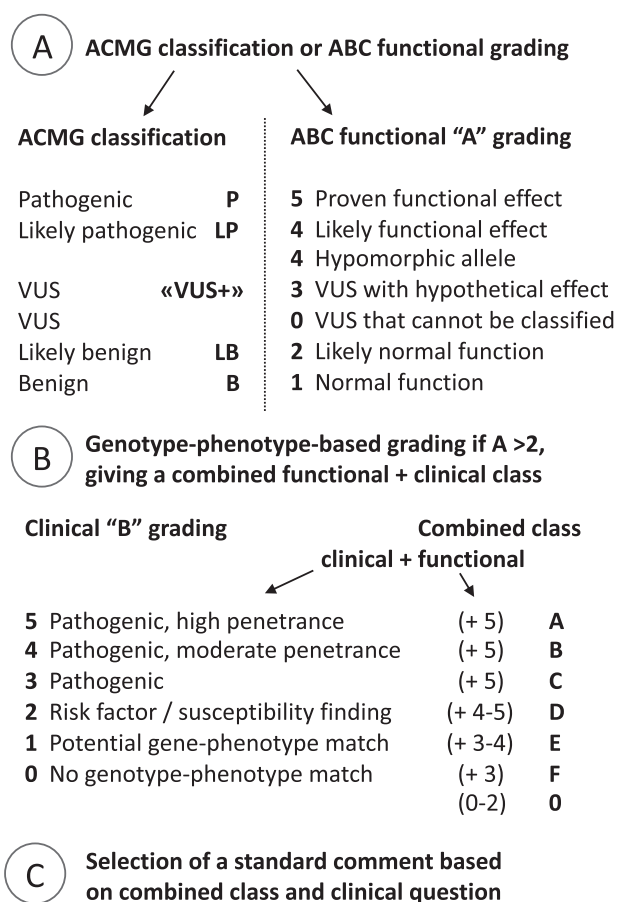 A ACMG classification or ABC functional grading
ACMG classification ABC functional “A” grading
Pathogenic P 5 Proven functional effect
Likely pathogenic LP 4 Likely functional effect
4 Hypomorphic allele
VUS «VUS+» 3 VUS with hypothetical effect
VUS 0 VUS that cannot be classified
Likely benign LB 2 Likely normal function
Benign B 1 Normal function
B Genotype-phenotype-based grading if A >2,
giving a combined functional + clinical class
Clinical “B” grading Combined class
clinical + functional
5 Pathogenic, high penetrance (+ 5) A
4 Pathogenic, moderate penetrance (+ 5) B
3 Pathogenic (+ 5) C
2 Risk factor / susceptibility finding (+ 4-5) D
1 Potential gene-phenotype match (+ 3-4) E
0 No genotype-phenotype match (+ 3) F
(0-2) 0
C Selection of a standard comment based
on combined class and clinical question